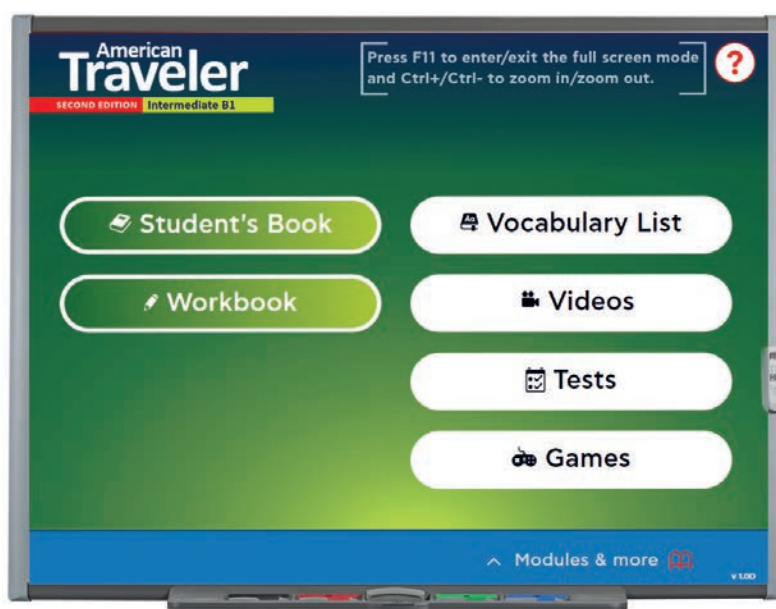 American
Traveler
SECOND EDITION Intermediate B1
Press F11 to enter/exit the full screen mode
and Ctrl+/Ctrl- to zoom in/zoom out.
?
Student's Book
Workbook
Vocabulary List
Videos
Tests
Games
Modules & more
v 1.0D